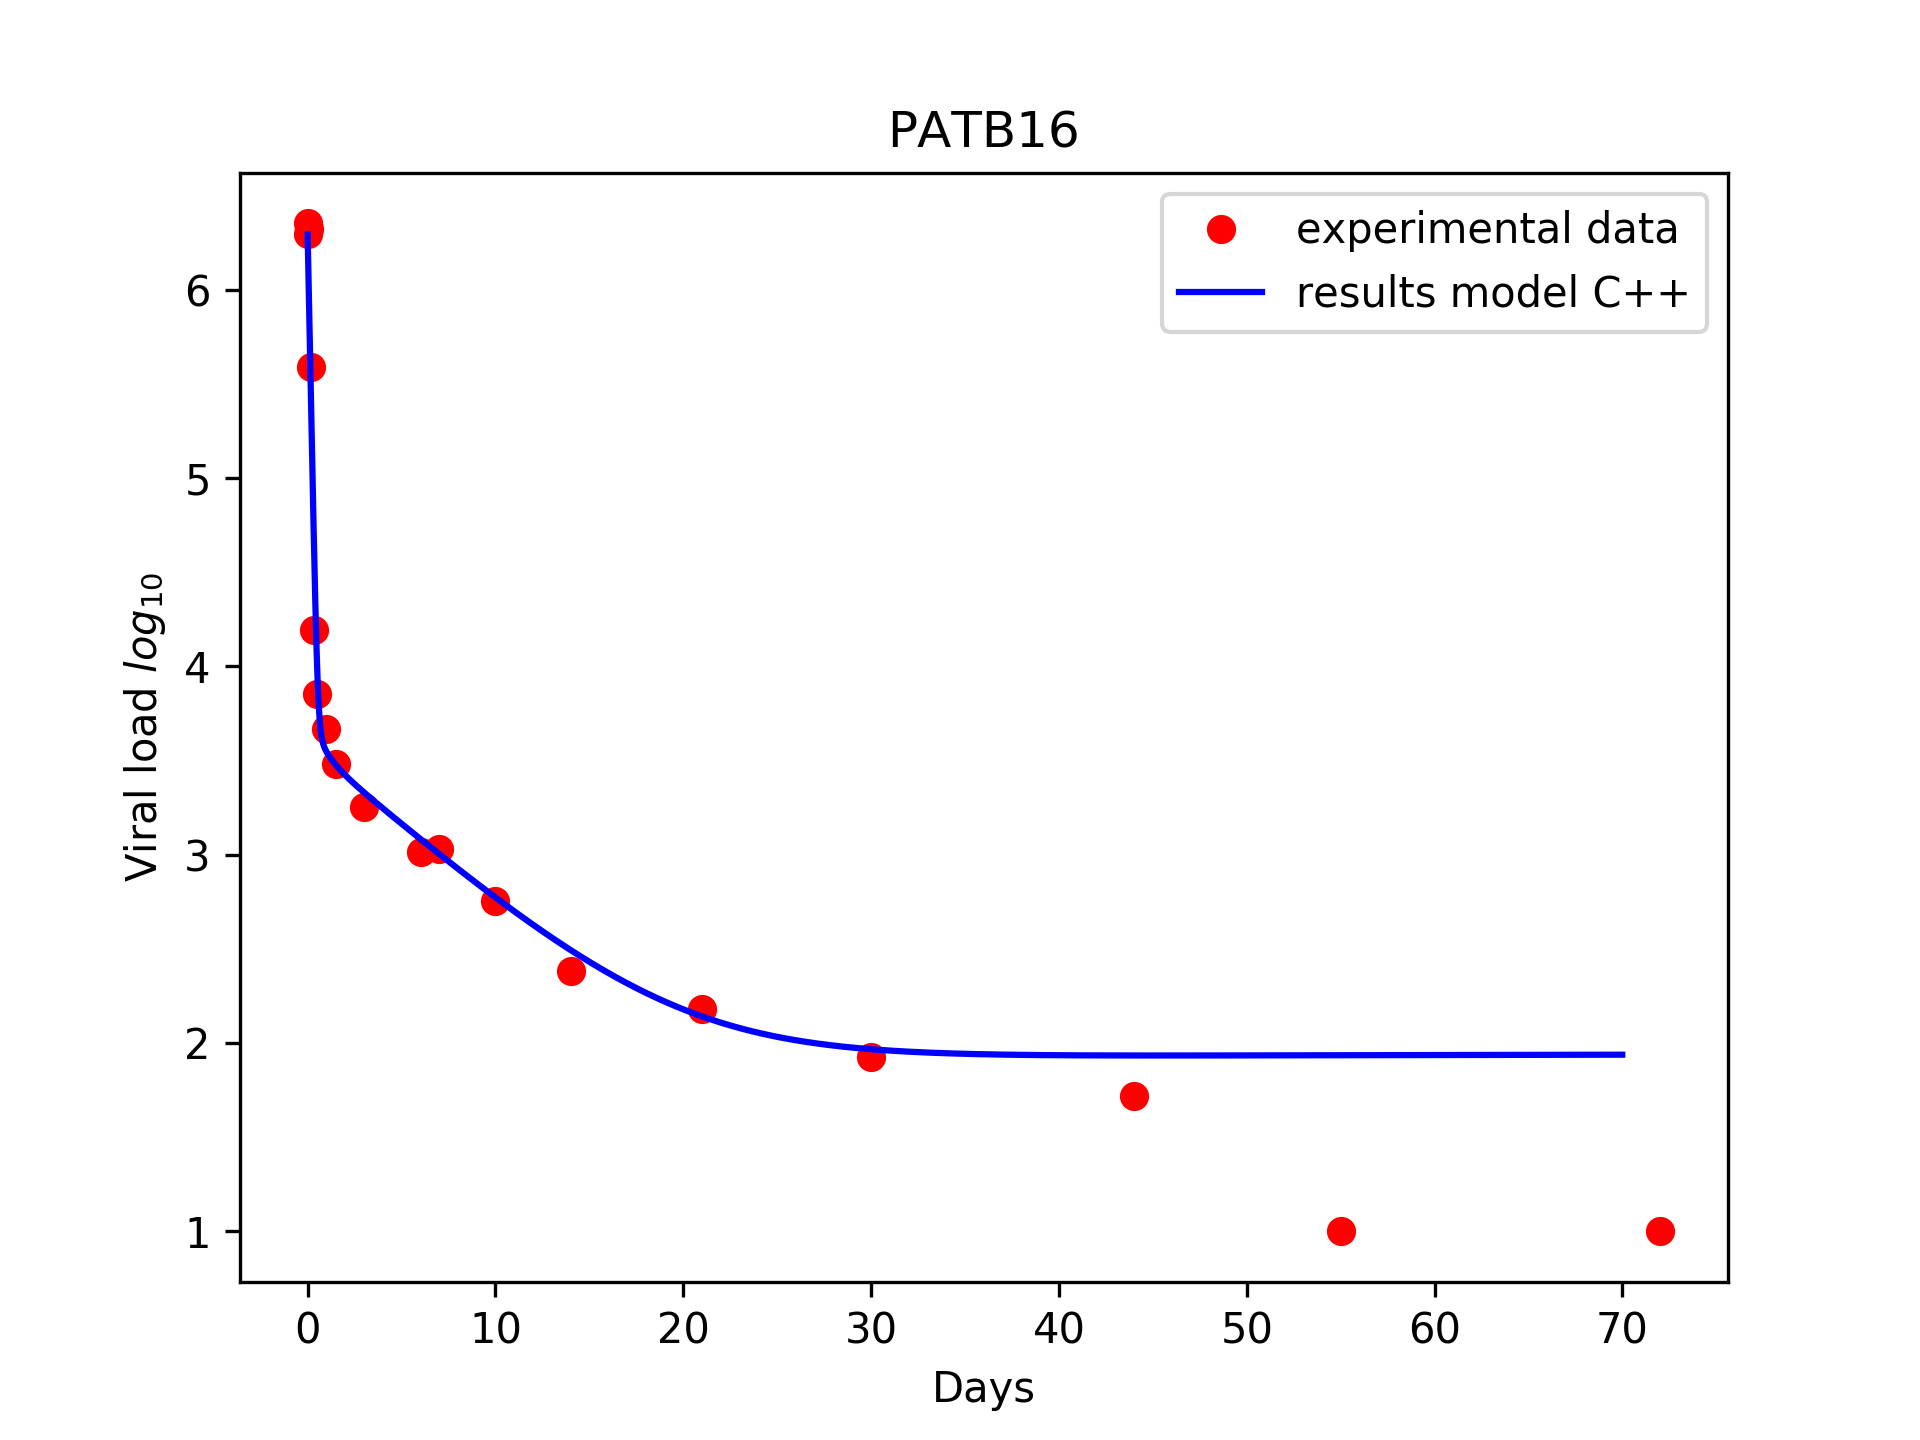 PATB16
experimental data
results model C++
Viral load log₁₀
6
5
4
3
2
1
0 10 20 30 40 50 60 70
Days